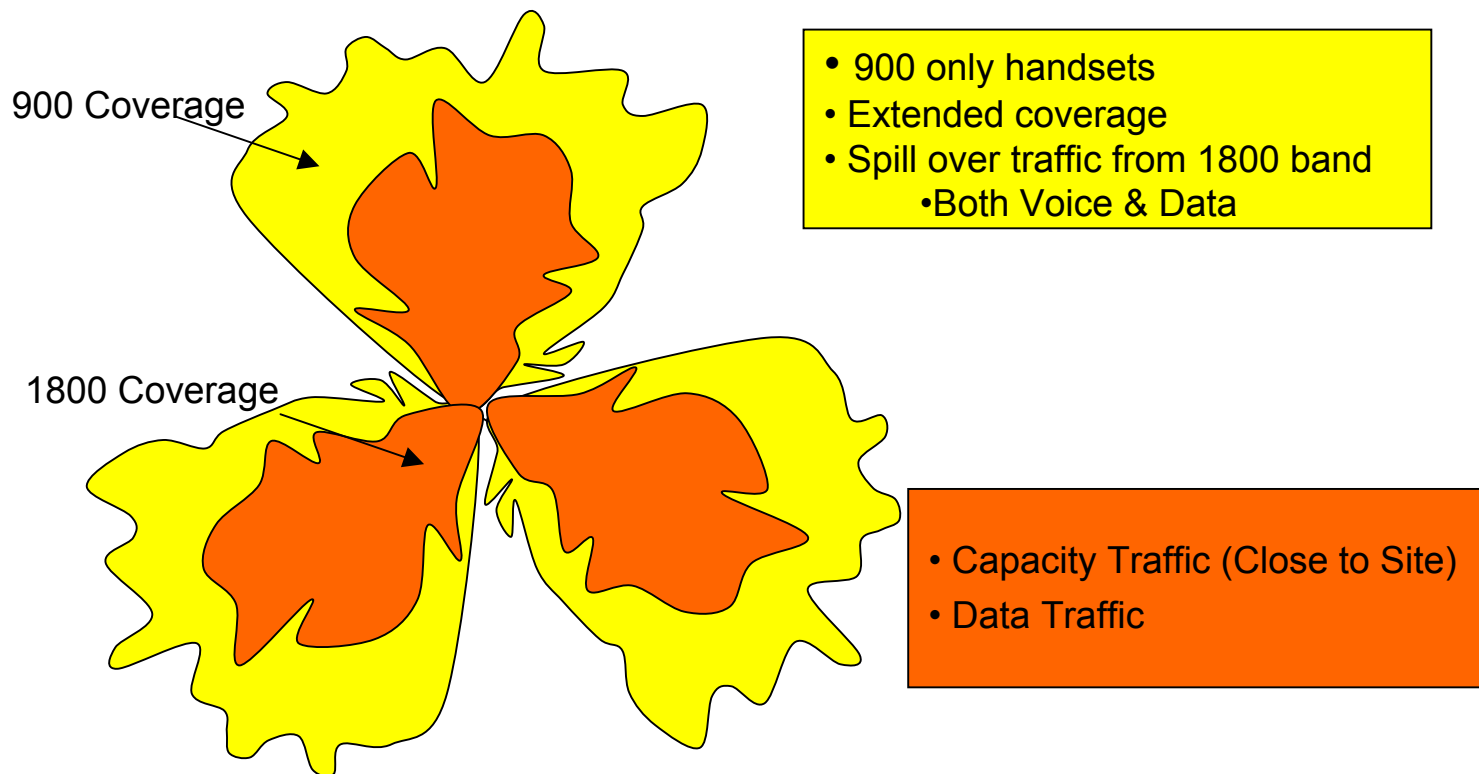 900 Coverage
• 900 only handsets
• Extended coverage
• Spill over traffic from 1800 band
•Both Voice & Data
1800 Coverage
• Capacity Traffic (Close to Site)
• Data Traffic